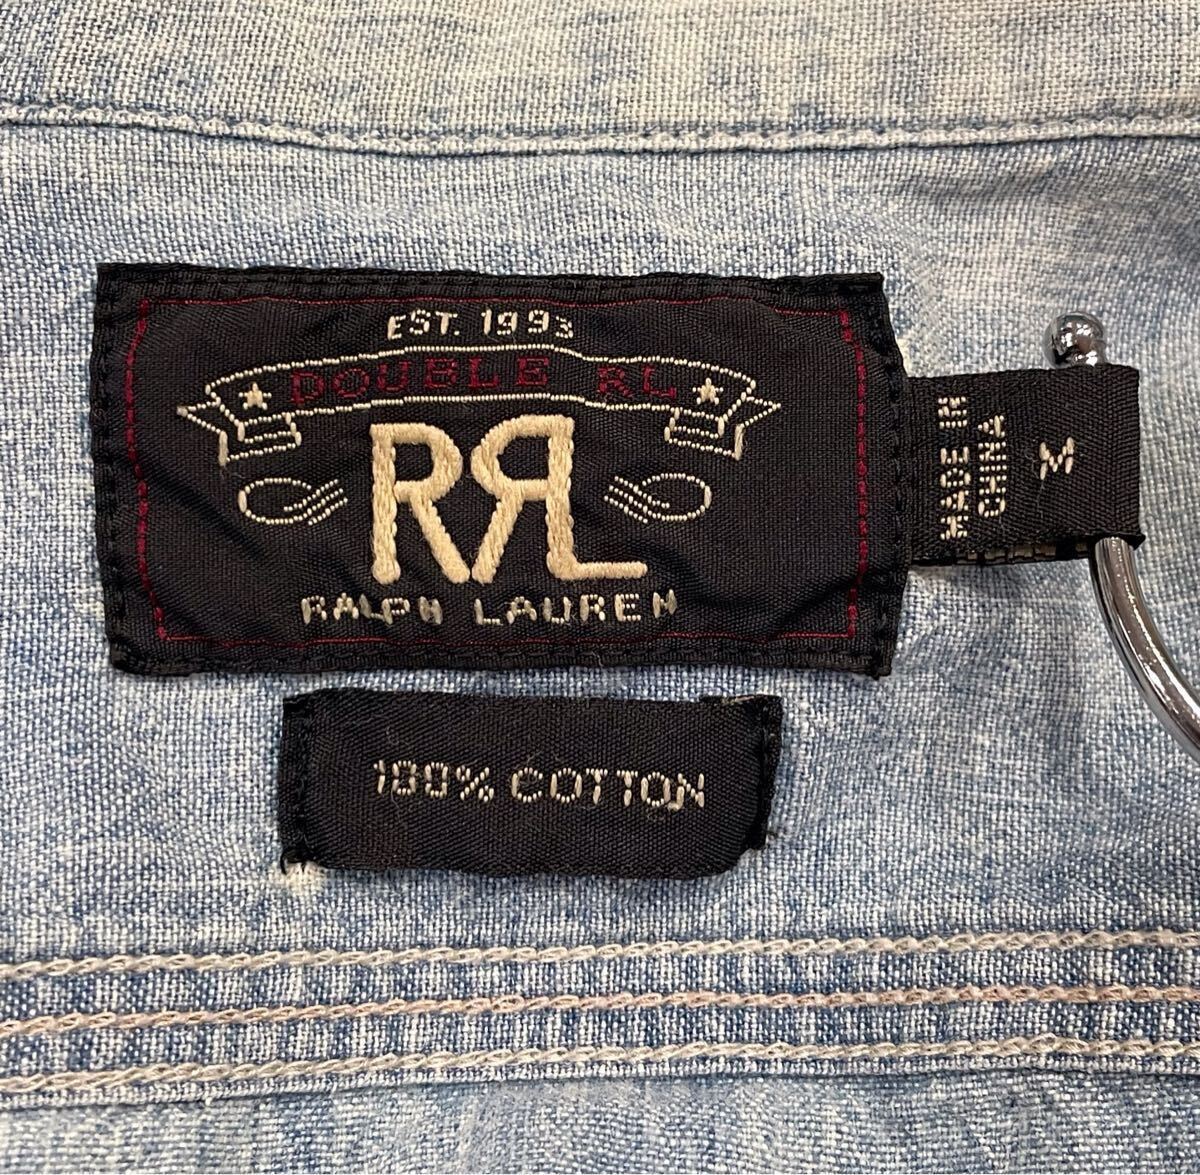 EST. 1993
DOUBLE RL
RRL
RALPH LAUREN
MADE IN
CHINA
M
100% COTTON